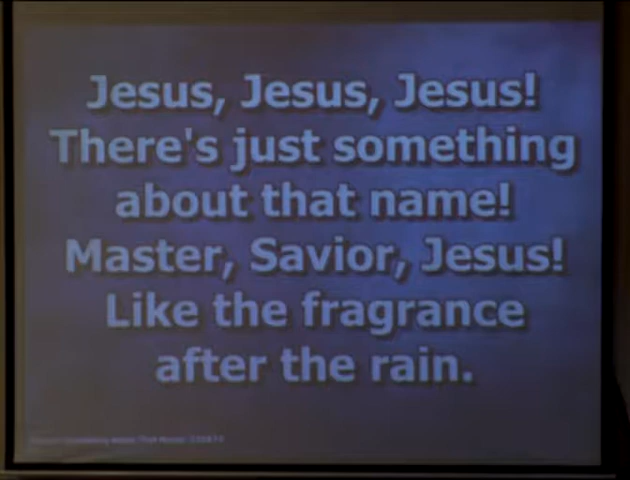 Jesus, Jesus, Jesus!
There's just something
about that name!
Master, Savior, Jesus!
Like the fragrance
after the rain.